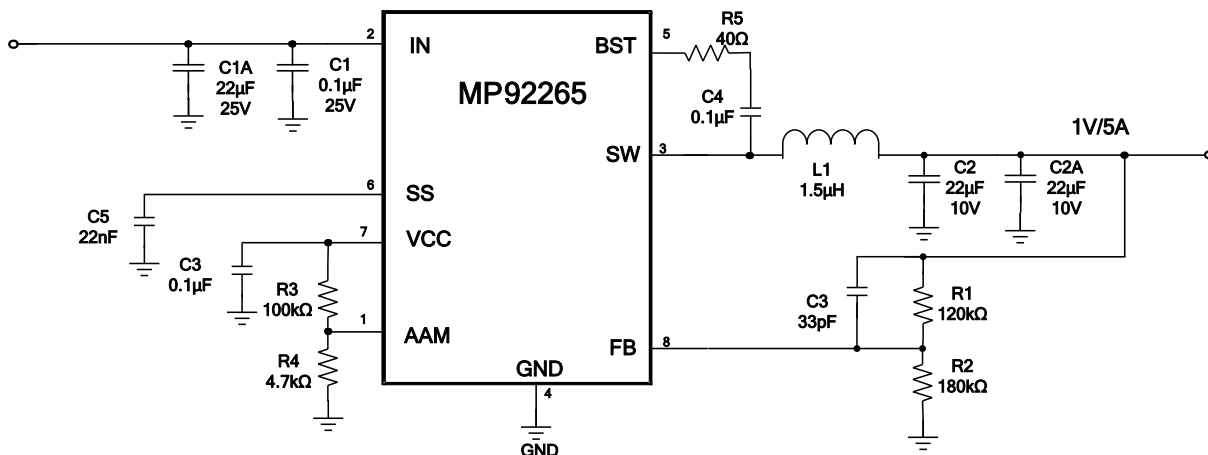 2
IN
C1A
22µF
25V
C1
0.1µF
25V
MP92265
BST
5
R5
40Ω
C4
0.1µF
SW
3
L1
1.5µH
1V/5A
C2
22µF
10V
C2A
22µF
10V
6
SS
C5
22nF
7
VCC
C3
0.1µF
R3
100kΩ
1
AAM
R4
4.7kΩ
C3
33pF
R1
120kΩ
FB
8
R2
180kΩ
GND
4
GND